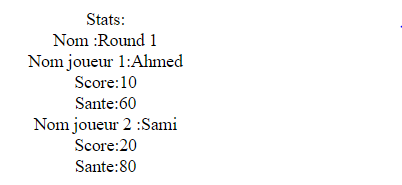 Stats:
Nom :Round 1
Nom joueur 1:Ahmed
Score:10
Sante:60
Nom joueur 2 :Sami
Score:20
Sante:80